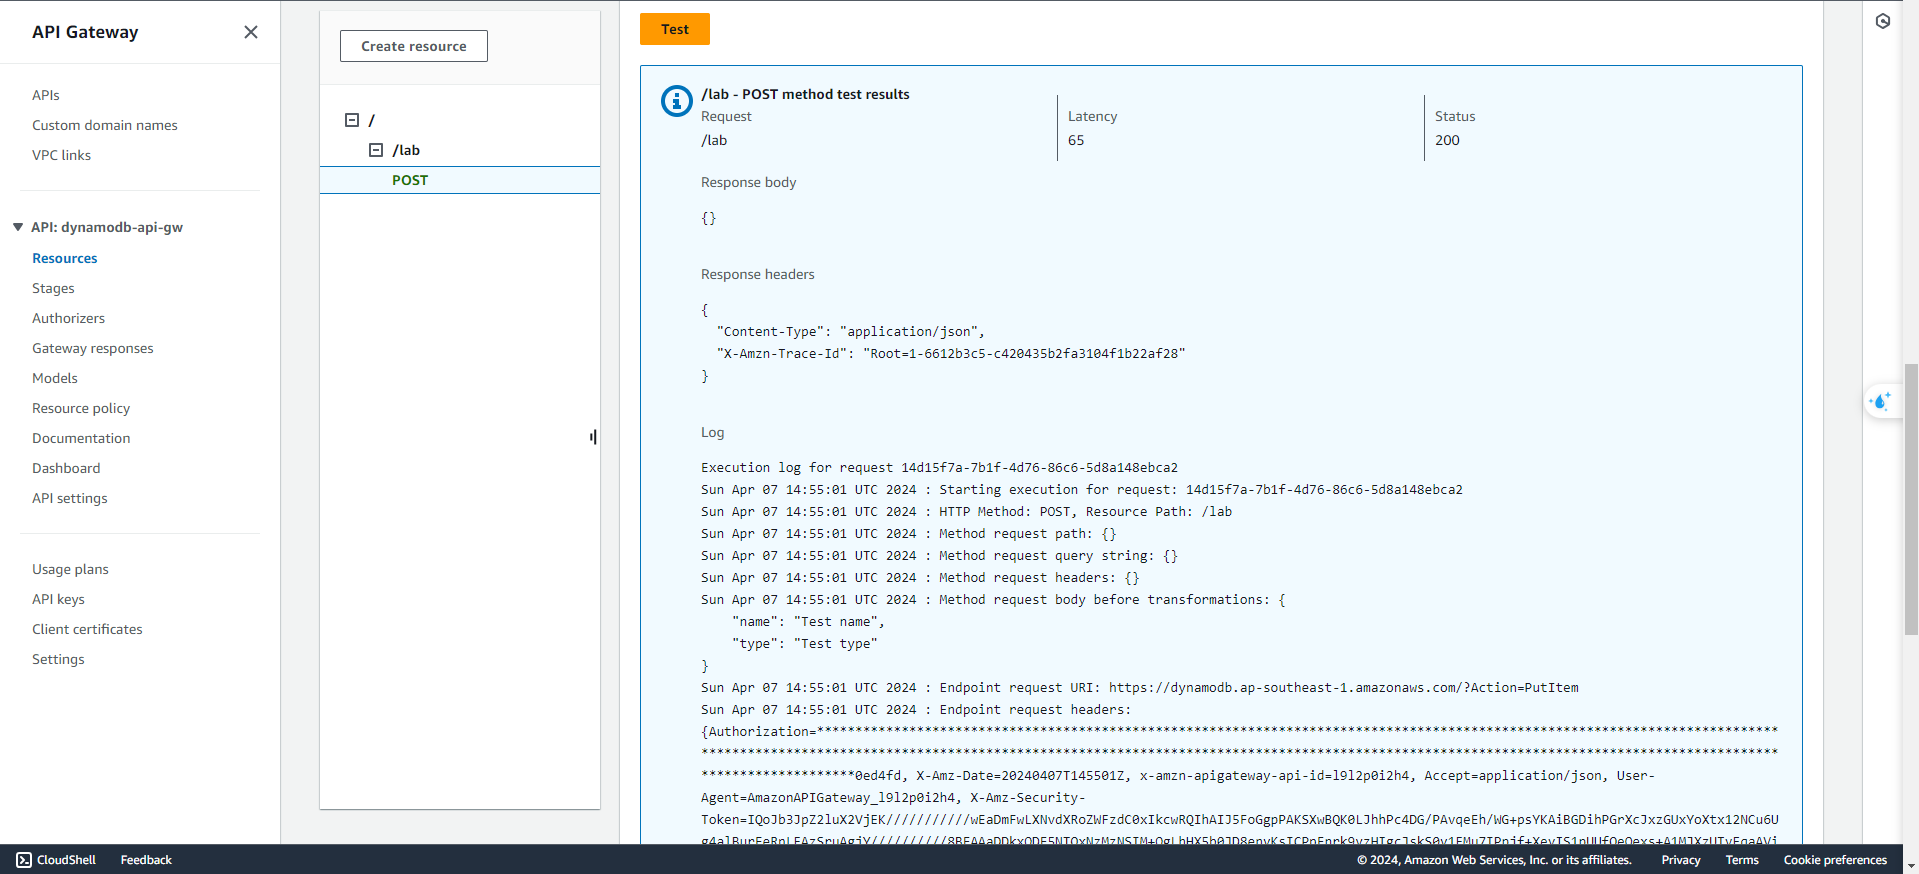 API Gateway
APIs
Custom domain names
VPC links
API: dynamodb-api-gw
Resources
Stages
Authorizers
Gateway responses
Models
Resource policy
Documentation
Dashboard
API settings
Usage plans
API keys
Client certificates
Settings
Create resource
/
/lab
POST
Test
/lab - POST method test results
Request
/lab
Latency
65
Status
200
Response body
{}
Response headers
{
"Content-Type": "application/json",
"X-Amzn-Trace-Id": "Root=1-6612b3c5-c420435b2fa3104f1b22af28"
}
Log
Execution log for request 14d15f7a-7b1f-4d76-86c6-5d8a148ebca2
Sun Apr 07 14:55:01 UTC 2024 : Starting execution for request: 14d15f7a-7b1f-4d76-86c6-5d8a148ebca2
Sun Apr 07 14:55:01 UTC 2024 : HTTP Method: POST, Resource Path: /lab
Sun Apr 07 14:55:01 UTC 2024 : Method request path: {}
Sun Apr 07 14:55:01 UTC 2024 : Method request query string: {}
Sun Apr 07 14:55:01 UTC 2024 : Method request headers: {}
Sun Apr 07 14:55:01 UTC 2024 : Method request body before transformations: {
"name": "Test name",
"type": "Test type"
}
Sun Apr 07 14:55:01 UTC 2024 : Endpoint request URI: https://dynamodb.ap-southeast-1.amazonaws.com/?Action=PutItem
Sun Apr 07 14:55:01 UTC 2024 : Endpoint request headers:
{Authorization=
0ed4fd, X-Amz-Date=20240407T145501Z, x-amzn-apigateway-api-id=l9l2p0i2h4, Accept=application/json, User-
Agent=AmazonAPIGateway_l9l2p0i2h4, X-Amz-Security-
CloudShell
Feedback
© 2024, Amazon Web Services, Inc. or its affiliates.
Privacy
Terms
Cookie preferences